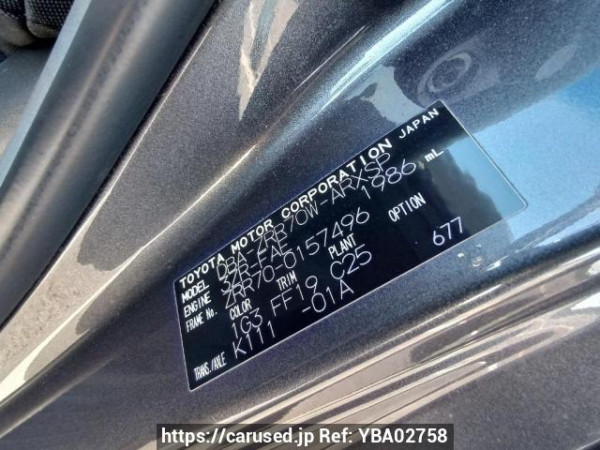 TOYOTA MOTOR CORPORATION JAPAN
MODEL DBA-ZRR70W-ARXSP
ENGINE 3ZR-FAE 1986 mL
FRAME No. ZRR70-0157496
COLOR TRIM PLANT OPTION
1G3 FF19 C25 677
TRANS./AXLE K111 -01A
https://carused.jp Ref: YBA02758